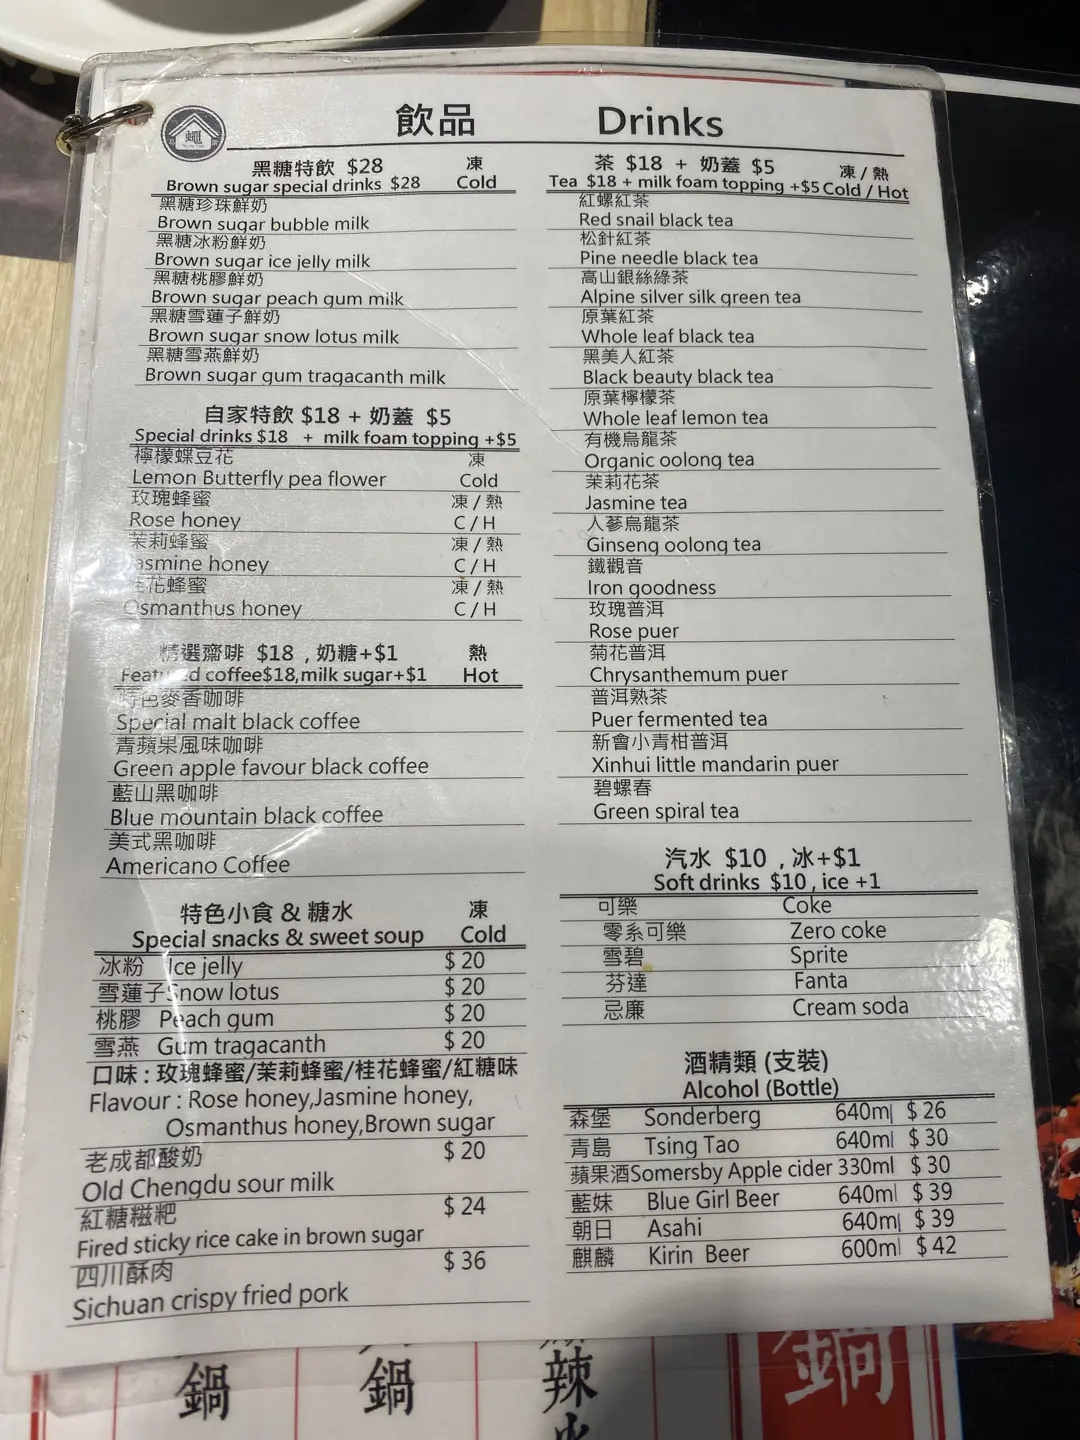 飲品 Drinks
蠅
黑糖特飲 $28 凍
Brown sugar special drinks $28 Cold
黑糖珍珠鮮奶
Brown sugar bubble milk
黑糖冰粉鮮奶
Brown sugar ice jelly milk
黑糖桃膠鮮奶
Brown sugar peach gum milk
黑糖雪蓮子鮮奶
Brown sugar snow lotus milk
黑糖雪燕鮮奶
Brown sugar gum tragacanth milk
自家特飲 $18 + 奶蓋 $5
Special drinks $18 + milk foam topping +$5
檸檬蝶豆花 凍
Lemon Butterfly pea flower Cold
玫瑰蜂蜜 凍 / 熱
Rose honey C / H
茉莉蜂蜜 凍 / 熱
Jasmine honey C / H
桂花蜂蜜 凍 / 熱
Osmanthus honey C / H
精選齋啡 $18 , 奶糖+$1 熱
Featured coffee$18,milk sugar+$1 Hot
特色麥香咖啡
Special malt black coffee
青蘋果風味咖啡
Green apple favour black coffee
藍山黑咖啡
Blue mountain black coffee
美式黑咖啡
Americano Coffee
特色小食 & 糖水 凍
Special snacks & sweet soup Cold
冰粉 Ice jelly $ 20
雪蓮子Snow lotus $ 20
桃膠 Peach gum $ 20
雪燕 Gum tragacanth $ 20
口味 : 玫瑰蜂蜜/茉莉蜂蜜/桂花蜂蜜/紅糖味
Flavour : Rose honey,Jasmine honey,
Osmanthus honey,Brown sugar
老成都酸奶 $ 20
Old Chengdu sour milk
紅糖糍粑 $ 24
Fired sticky rice cake in brown sugar
四川酥肉 $ 36
Sichuan crispy fried pork
茶 $18 + 奶蓋 $5 凍 / 熱
Tea $18 + milk foam topping +$5 Cold / Hot
紅螺紅茶
Red snail black tea
松針紅茶
Pine needle black tea
高山銀絲綠茶
Alpine silver silk green tea
原葉紅茶
Whole leaf black tea
黑美人紅茶
Black beauty black tea
原葉檸檬茶
Whole leaf lemon tea
有機烏龍茶
Organic oolong tea
茉莉花茶
Jasmine tea
人蔘烏龍茶
Ginseng oolong tea
鐵觀音
Iron goodness
玫瑰普洱
Rose puer
菊花普洱
Chrysanthemum puer
普洱熟茶
Puer fermented tea
新會小青柑普洱
Xinhui little mandarin puer
碧螺春
Green spiral tea
汽水 $10 , 冰+$1
Soft drinks $10 , ice +1
可樂 Coke
零系可樂 Zero coke
雪碧 Sprite
芬達 Fanta
忌廉 Cream soda
酒精類 (支裝)
Alcohol (Bottle)
森堡 Sonderberg 640ml $ 26
青島 Tsing Tao 640ml $ 30
蘋果酒Somersby Apple cider 330ml $ 30
藍妹 Blue Girl Beer 640ml $ 39
朝日 Asahi 640ml $ 39
麒麟 Kirin Beer 600ml $ 42
鍋
鍋
辣
鍋